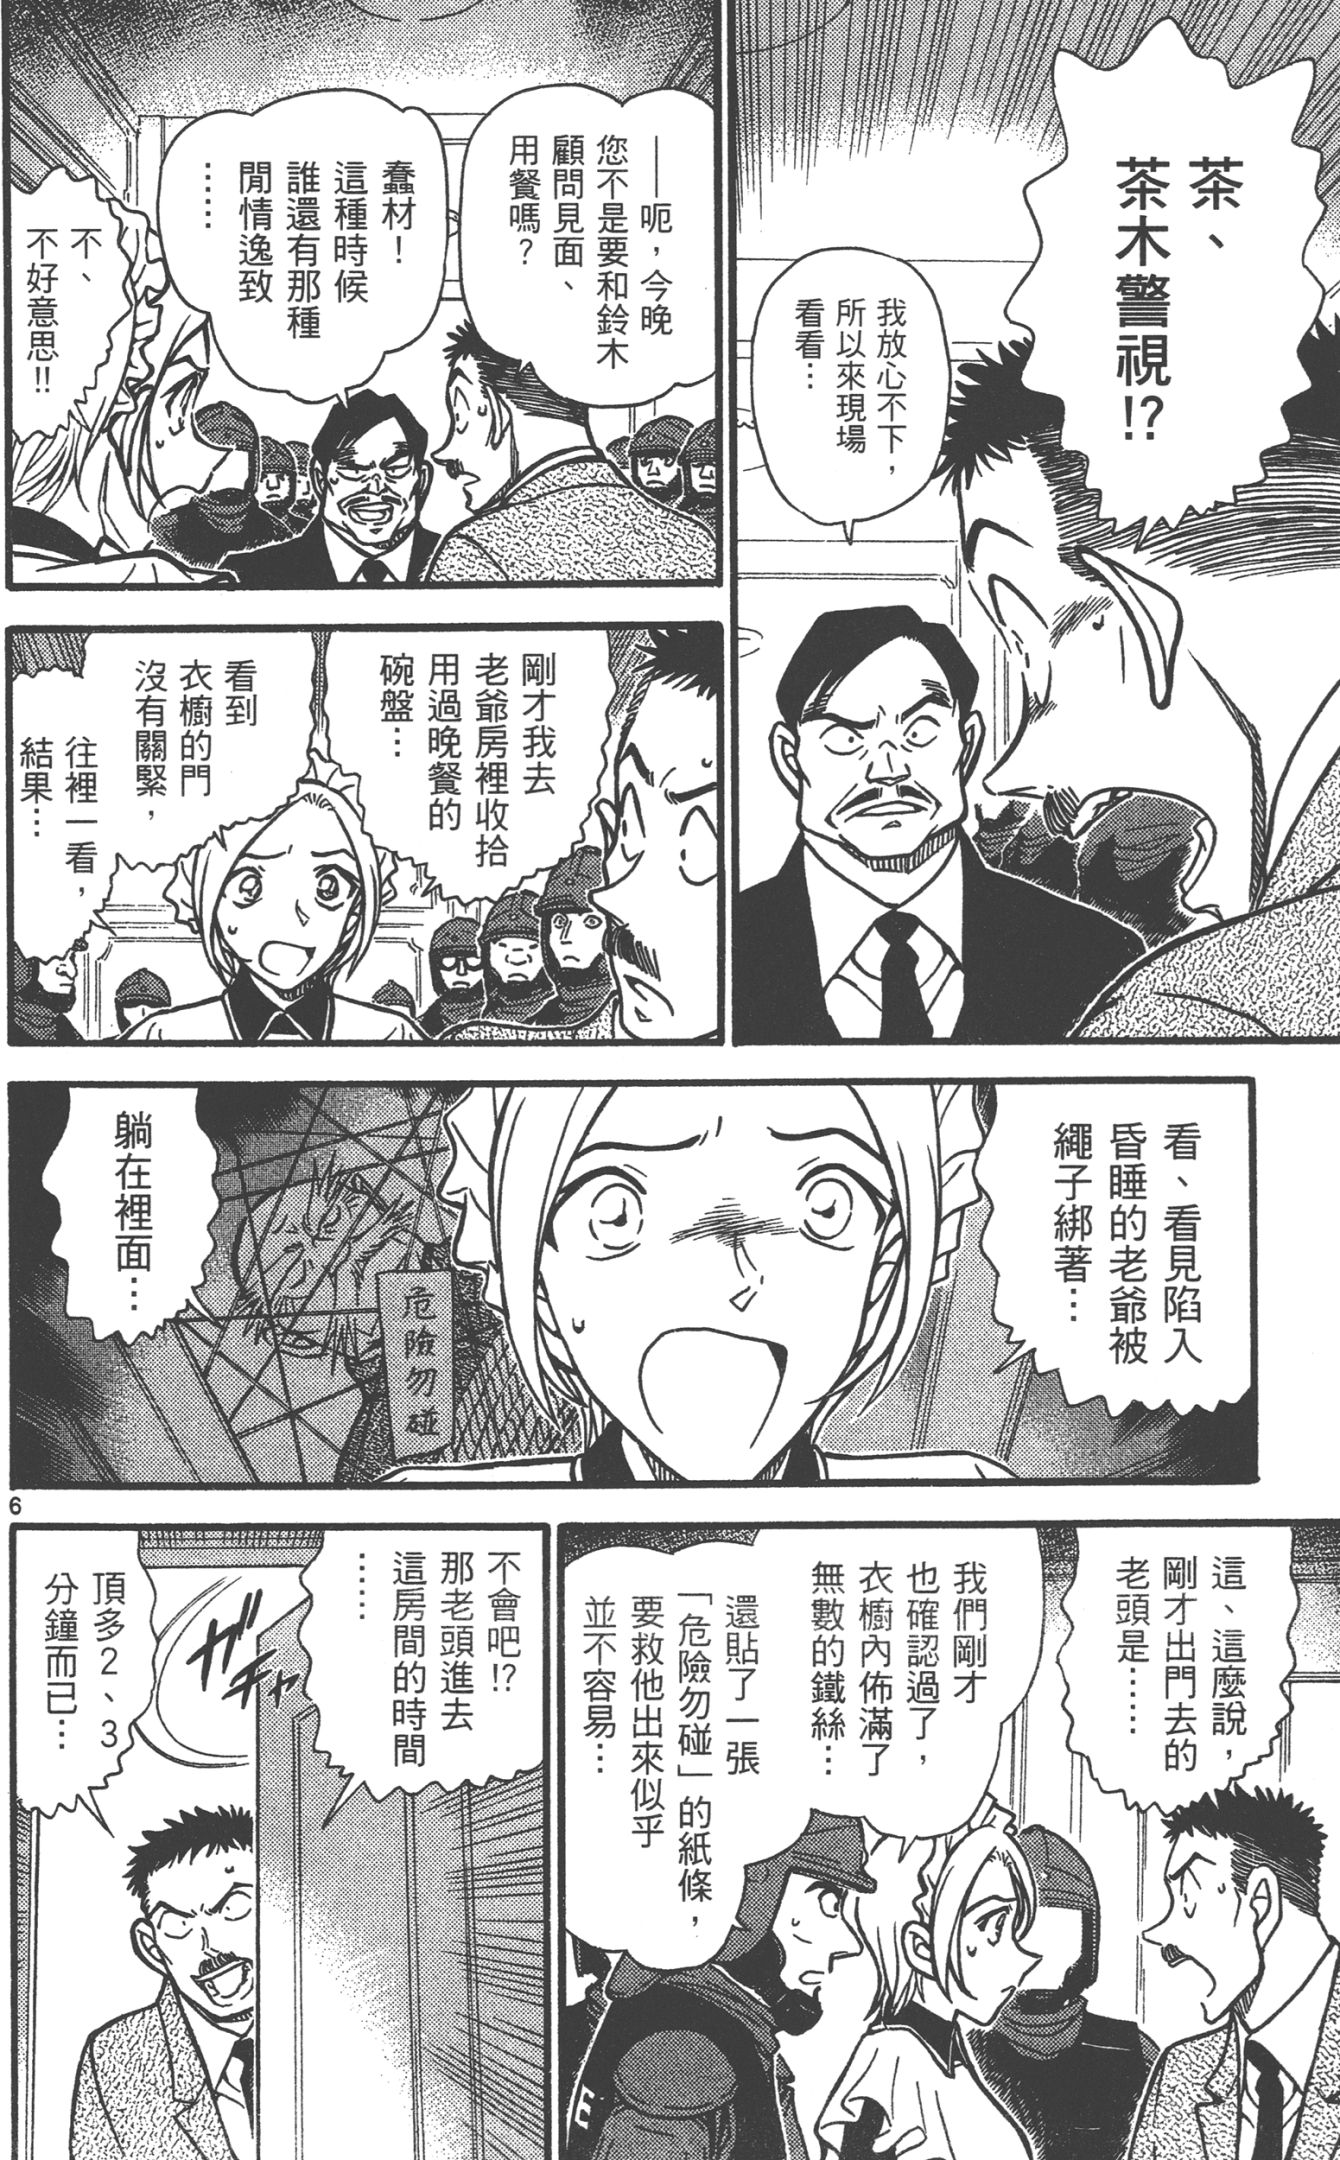 茶、
茶木警視!?
我放心不下，
所以來現場
看看…
——呃，今晚
您不是要和鈴木
顧問見面、
用餐嗎？
蠢材！
這種時候
誰還有那種
閒情逸致
……
不、
不好意思!!
剛才我去
老爺房裡收拾
用過晚餐的
碗盤…
看到
衣櫥的門
沒有關緊，
往裡一看，
結果…
看、看見陷入
昏睡的老爺被
繩子綁著…
危險勿碰
躺在裡面…
6
這、這麼說，
剛才出門去的
老頭是……
我們剛才
也確認過了，
衣櫥內佈滿了
無數的鐵絲…
還貼了一張
「危險勿碰」的紙條，
要救他出來似乎
並不容易…
不會吧!?
那老頭進去
這房間的時間
……
ガチャ
頂多2、3
分鐘而已…